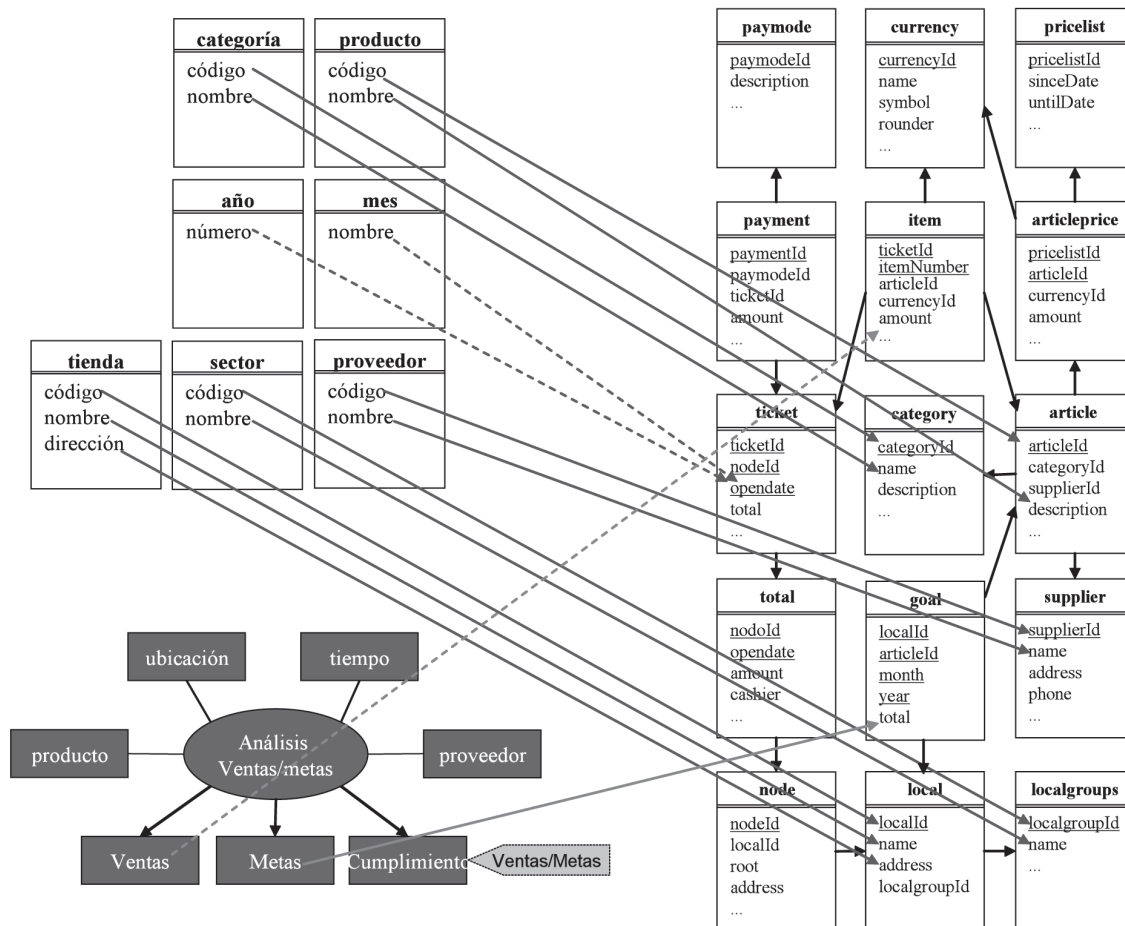 categoría
código
nombre
producto
código
nombre
año
número
mes
nombre
tienda
código
nombre
dirección
sector
código
nombre
proveedor
código
nombre
paymode
paymodeId
description
...
currency
currencyId
name
symbol
rounder
...
pricelist
pricelistId
sinceDate
untilDate
...
payment
paymentId
paymodeId
ticketId
amount
...
item
ticketId
itemNumber
articleId
currencyId
amount
...
articleprice
pricelistId
articleId
currencyId
amount
...
ticket
ticketId
nodeId
opendate
total
...
category
categoryId
name
description
...
article
articleId
categoryId
supplierId
description
...
total
nodoId
opendate
amount
cashier
...
goal
localId
articleId
month
year
total
supplier
supplierId
name
address
phone
...
node
nodeId
localId
root
address
...
local
localId
name
address
localgroupId
localgroups
localgroupId
name
...
ubicación
tiempo
producto
Análisis
Ventas/metas
proveedor
Ventas
Metas
Cumplimiento
Ventas/Metas